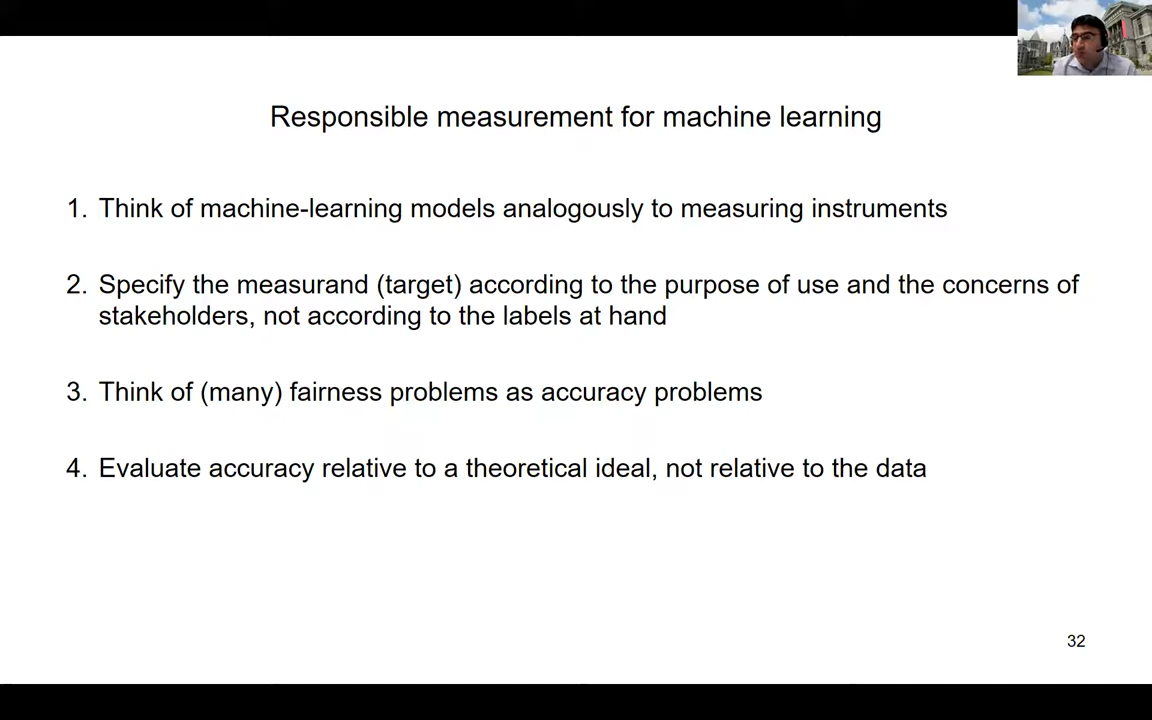 Responsible measurement for machine learning
1. Think of machine-learning models analogously to measuring instruments
2. Specify the measurand (target) according to the purpose of use and the concerns of
stakeholders, not according to the labels at hand
3. Think of (many) fairness problems as accuracy problems
4. Evaluate accuracy relative to a theoretical ideal, not relative to the data
32